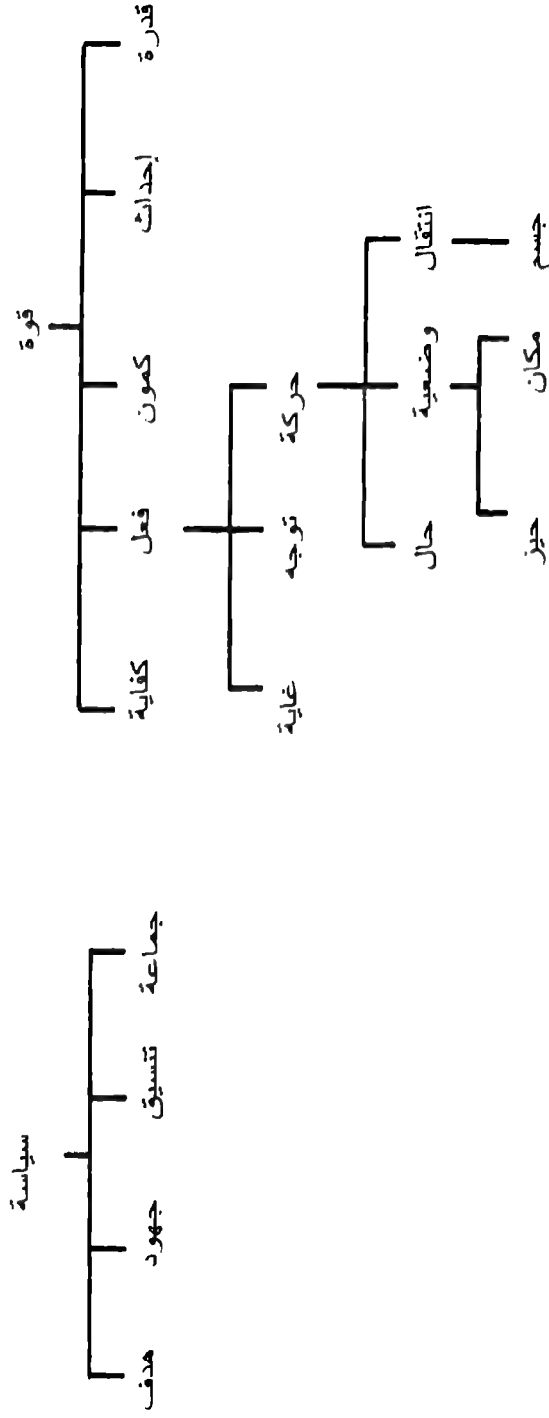 قوة
قدرة
إحداث
كمون
فعل
كفاية
حركة
توجه
غاية
انتقال
وضعية
حال
جسم
مكان
حيز
سياسة
جماعة
تنسيق
جهود
هدف